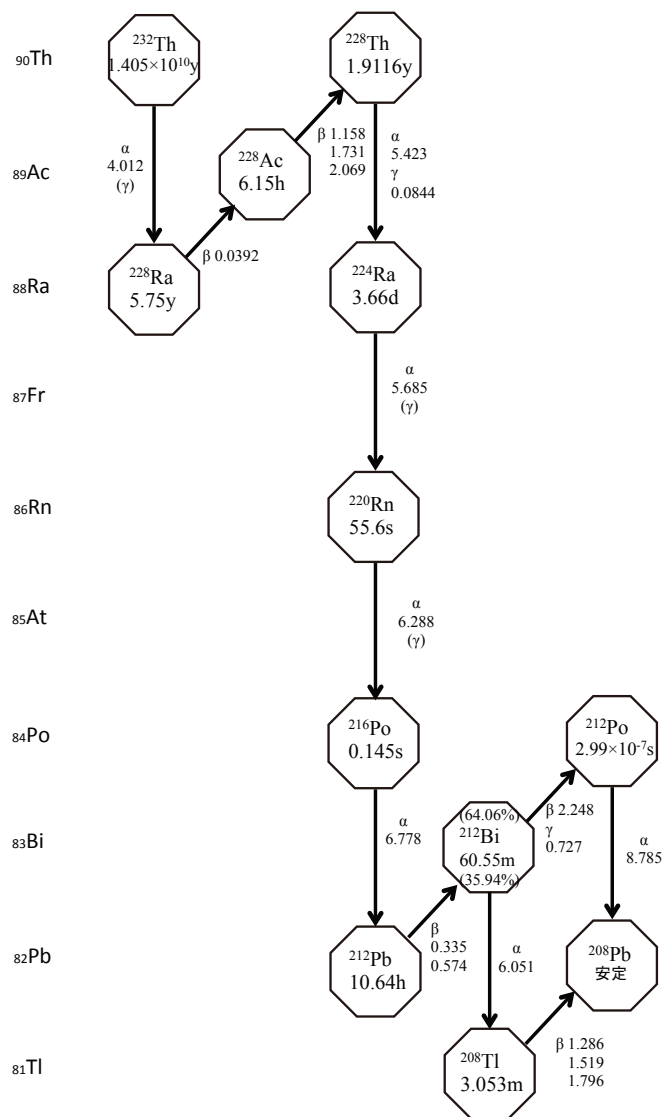 ₉₀Th
²³²Th
1.405×10¹⁰y
²²⁸Th
1.9116y
α
4.012
(γ)
β 1.158
1.731
2.069
α
5.423
γ
0.0844
₈₉Ac
²²⁸Ac
6.15h
β 0.0392
₈₈Ra
²²⁸Ra
5.75y
²²⁴Ra
3.66d
₈₇Fr
α
5.685
(γ)
₈₆Rn
²²⁰Rn
55.6s
₈₅At
α
6.288
(γ)
₈₄Po
²¹⁶Po
0.145s
²¹²Po
2.99×10⁻⁷s
₈₃Bi
α
6.778
(64.06%)
²¹²Bi
60.55m
(35.94%)
β 2.248
γ
0.727
α
8.785
₈₂Pb
²¹²Pb
10.64h
β
0.335
0.574
α
6.051
²⁰⁸Pb
安定
₈₁Tl
²⁰⁸Tl
3.053m
β 1.286
1.519
1.796